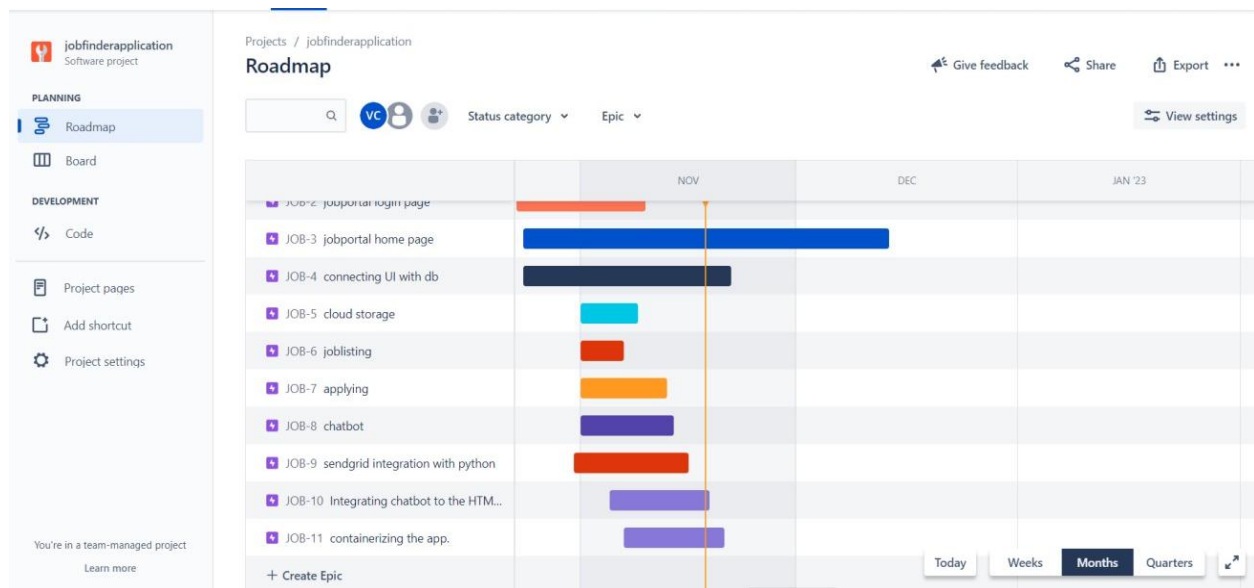 jobfinderapplication
Software project
PLANNING
Roadmap
Board
DEVELOPMENT
Code
Project pages
Add shortcut
Project settings
You're in a team-managed project
Learn more
Projects / jobfinderapplication
Roadmap
Give feedback
Share
Export
VC
Status category
Epic
View settings
NOV DEC JAN '23
JOB-2 jobportal login page
JOB-3 jobportal home page
JOB-4 connecting UI with db
JOB-5 cloud storage
JOB-6 joblisting
JOB-7 applying
JOB-8 chatbot
JOB-9 sendgrid integration with python
JOB-10 Integrating chatbot to the HTM...
JOB-11 containerizing the app.
+ Create Epic
Today
Weeks
Months
Quarters